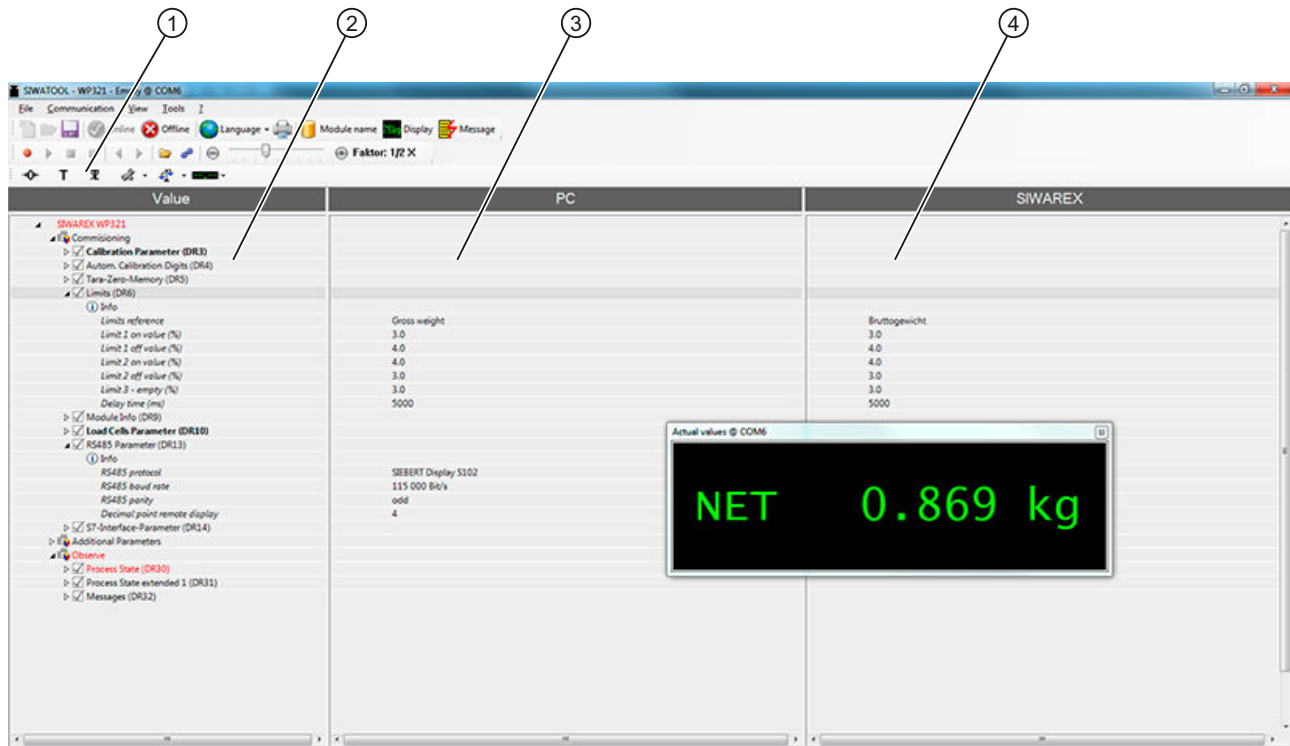 1 2 3 4
SIWATOOL - WP321 - Empty @ COM6
File Communication View Tools ?
Online Offline Language Module name Display Message
Faktor: 1/2 X
T
Value PC SIWAREX
SIWAREX WP321
Commisioning
Calibration Parameter (DR3)
Autom. Calibration Digits (DR4)
Tara-Zero-Memory (DR5)
Limits (DR6)
Info
Limits reference Gross weight Bruttogewicht
Limit 1 on value (%) 3.0 3.0
Limit 1 off value (%) 4.0 4.0
Limit 2 on value (%) 4.0 4.0
Limit 2 off value (%) 3.0 3.0
Limit 3 - empty (%) 3.0 3.0
Delay time (ms) 5000 5000
Module Info (DR9)
Load Cells Parameter (DR10)
RS485 Parameter (DR13)
Info
RS485 protocol SIEBERT Display S102
RS485 baud rate 115 000 Bit/s
RS485 parity odd
Decimal point remote display 4
S7-Interface-Parameter (DR14)
Additional Parameters
Observe
Process State (DR30)
Process State extended 1 (DR31)
Messages (DR32)
Actual values @ COM6
NET 0.869 kg